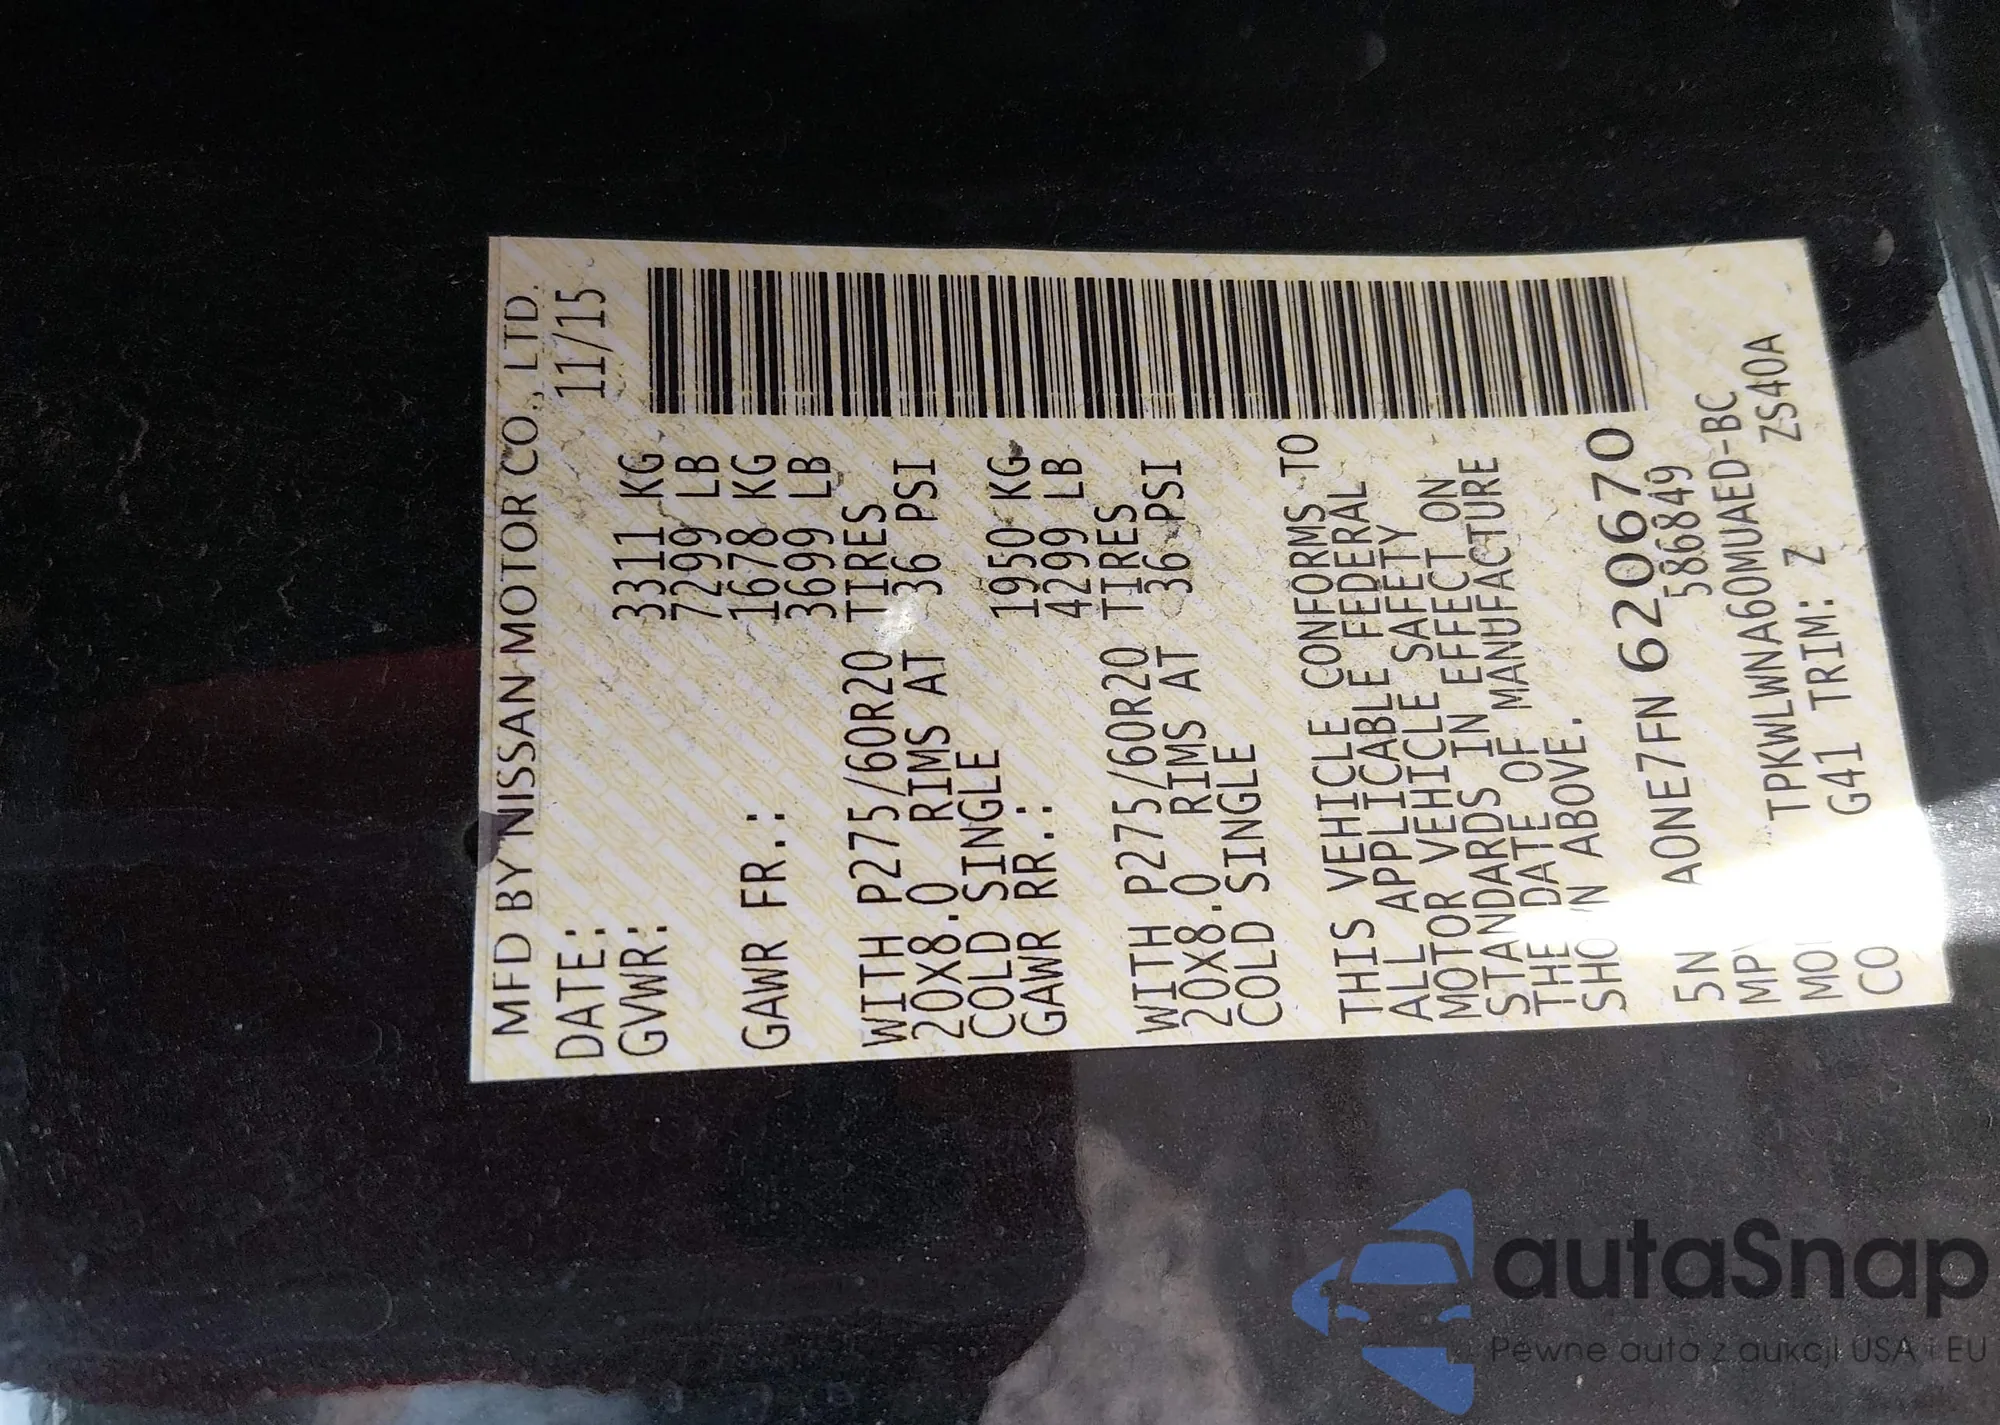 MFD BY NISSAN MOTOR CO., LTD.
DATE: 11/15
GVWR: 3311 KG
7299 LB
GAWR FR.: 1678 KG
3699 LB
WITH P275/60R20 TIRES
20X8.0 RIMS AT 36 PSI
COLD SINGLE
GAWR RR.: 1950 KG
4299 LB
WITH P275/60R20 TIRES
20X8.0 RIMS AT 36 PSI
COLD SINGLE
THIS VEHICLE CONFORMS TO
ALL APPLICABLE FEDERAL
MOTOR VEHICLE SAFETY
STANDARDS IN EFFECT ON
THE DATE OF MANUFACTURE
SHOWN ABOVE.
5N A0NE7FN 620670
MPV 586849
TPKWLWNA60MUAED-BC
G41 TRIM: Z ZS40A
autaSnap
Pewne auta z aukcji USA i EU